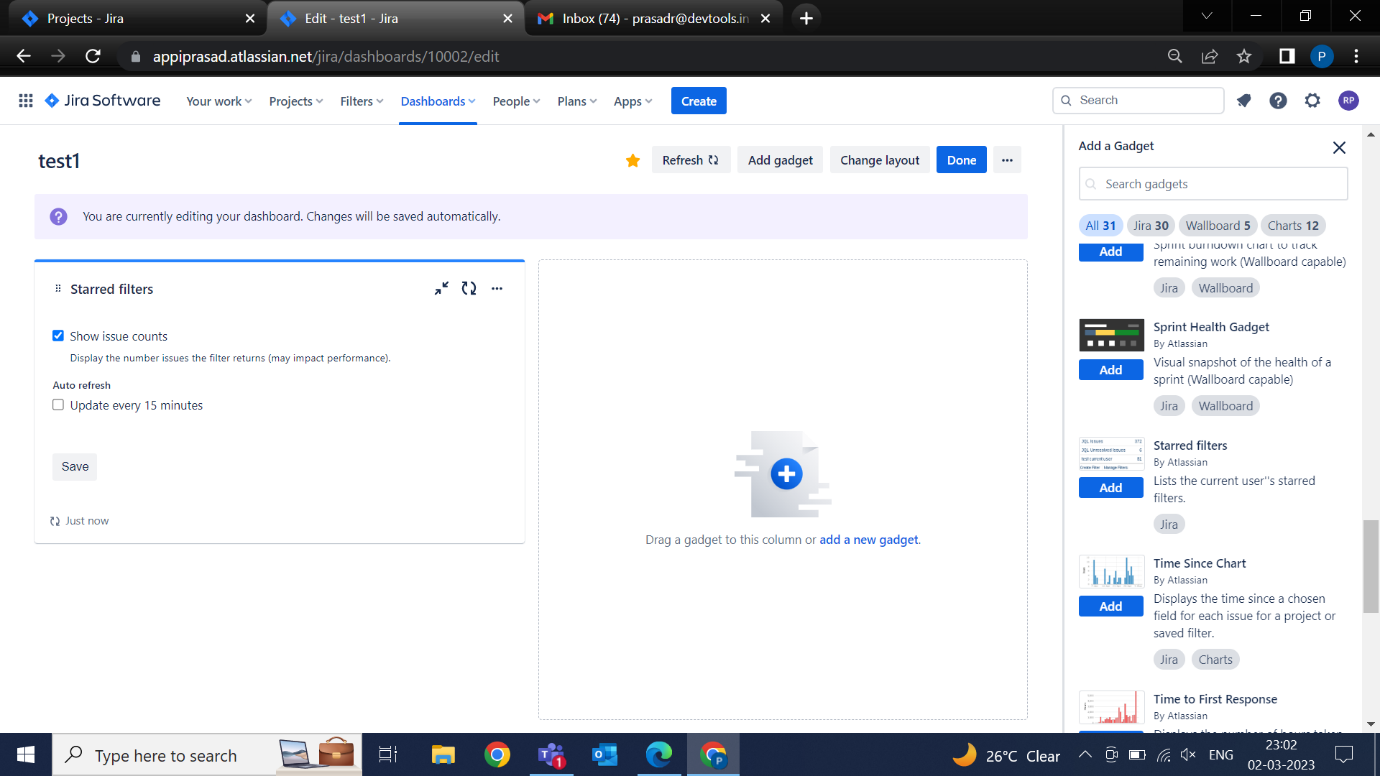 Projects - Jira
Edit - test1 - Jira
Inbox (74) - prasadr@devtools.in
appiprasad.atlassian.net/jira/dashboards/10002/edit
P
Jira Software
Your work
Projects
Filters
Dashboards
People
Plans
Apps
Create
Search
RP
test1
Refresh
Add gadget
Change layout
Done
You are currently editing your dashboard. Changes will be saved automatically.
Starred filters
Show issue counts
Display the number issues the filter returns (may impact performance).
Auto refresh
Update every 15 minutes
Save
Just now
Drag a gadget to this column or add a new gadget.
Add a Gadget
Search gadgets
All 31
Jira 30
Wallboard 5
Charts 12
Add
Sprint burndown chart to track
remaining work (Wallboard capable)
Jira
Wallboard
Sprint Health Gadget
By Atlassian
Add
Visual snapshot of the health of a
sprint (Wallboard capable)
Jira
Wallboard
Starred filters
By Atlassian
Add
Lists the current user"s starred
filters.
Jira
Time Since Chart
By Atlassian
Add
Displays the time since a chosen
field for each issue for a project or
saved filter.
Jira
Charts
Time to First Response
By Atlassian
Displays the number of hours taken
Type here to search
1
P
26°C Clear
ENG
23:02
02-03-2023